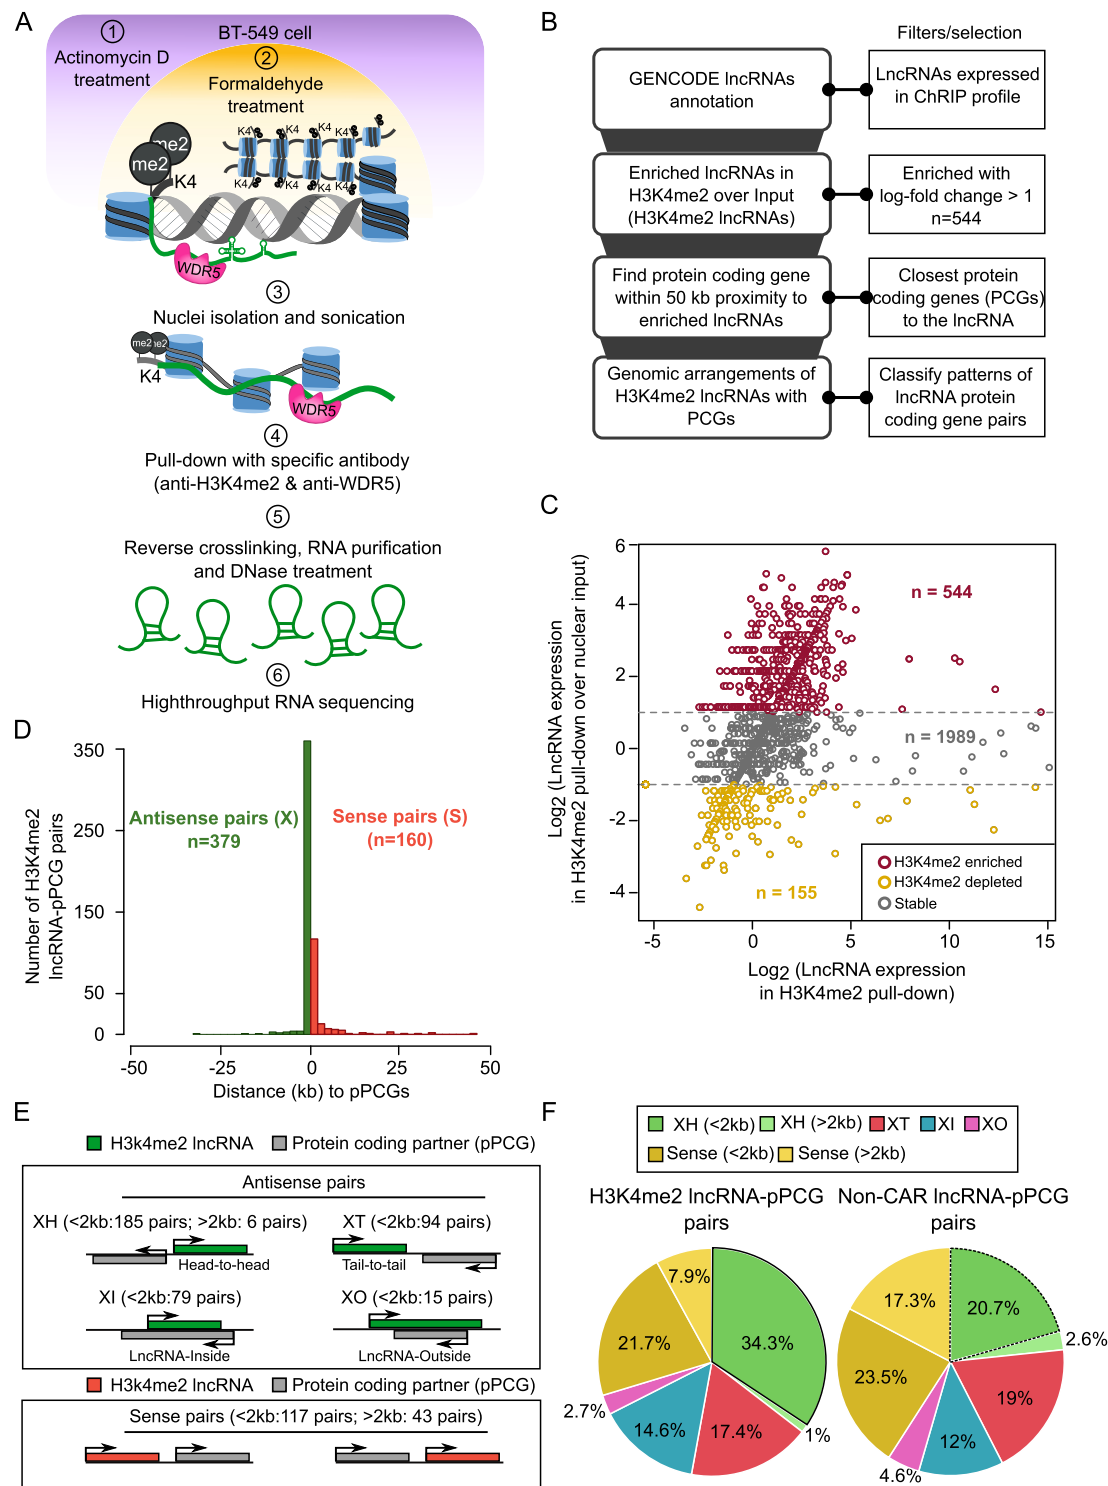 A
1
BT-549 cell
Actinomycin D
treatment
2
Formaldehyde
treatment
K4 K4 K4 K4
K4 K4 K4 K4
me2
me2
K4
WDR5
3
Nuclei isolation and sonication
me2 me2
K4
WDR5
4
Pull-down with specific antibody
(anti-H3K4me2 & anti-WDR5)
5
Reverse crosslinking, RNA purification
and DNase treatment
6
Highthroughput RNA sequencing
B
Filters/selection
GENCODE lncRNAs
annotation
LncRNAs expressed
in ChRIP profile
Enriched lncRNAs in
H3K4me2 over Input
(H3K4me2 lncRNAs)
Enriched with
log-fold change > 1
n=544
Find protein coding gene
within 50 kb proximity to
enriched lncRNAs
Closest protein
coding genes (PCGs)
to the lncRNA
Genomic arrangements of
H3K4me2 lncRNAs with
PCGs
Classify patterns of
lncRNA protein
coding gene pairs
C
Log2 (LncRNA expression
in H3K4me2 pull-down over nuclear input)
6
4
2
0
-2
-4
n = 544
n = 1989
n = 155
H3K4me2 enriched
H3K4me2 depleted
Stable
-5 0 5 10 15
Log2 (LncRNA expression
in H3K4me2 pull-down)
D
Number of H3K4me2
lncRNA-pPCG pairs
350
250
150
50
0
Antisense pairs (X)
n=379
Sense pairs (S)
(n=160)
-50 -25 0 25 50
Distance (kb) to pPCGs
E
H3k4me2 lncRNA Protein coding partner (pPCG)
Antisense pairs
XH (<2kb:185 pairs; >2kb: 6 pairs)
Head-to-head
XT (<2kb:94 pairs)
Tail-to-tail
XI (<2kb:79 pairs)
LncRNA-Inside
XO (<2kb:15 pairs)
LncRNA-Outside
H3k4me2 lncRNA Protein coding partner (pPCG)
Sense pairs (<2kb:117 pairs; >2kb: 43 pairs)
F
XH (<2kb) XH (>2kb) XT XI XO
Sense (<2kb) Sense (>2kb)
H3K4me2 lncRNA-pPCG
pairs
7.9%
34.3%
21.7%
2.7%
14.6%
17.4%
1%
Non-CAR lncRNA-pPCG
pairs
17.3%
20.7%
2.6%
23.5%
19%
12%
4.6%